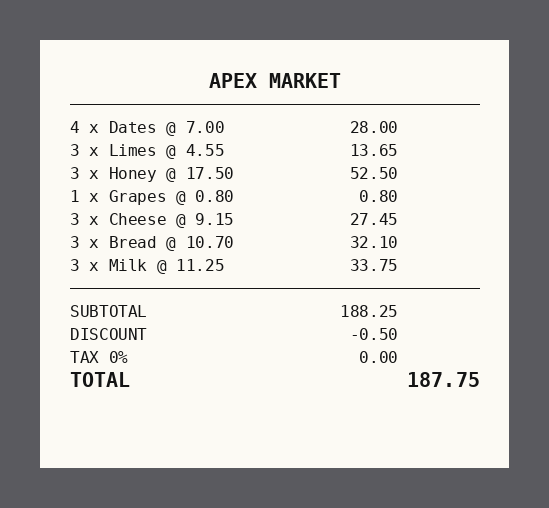 APEX MARKET
4 x Dates @ 7.00 28.00
3 x Limes @ 4.55 13.65
3 x Honey @ 17.50 52.50
1 x Grapes @ 0.80 0.80
3 x Cheese @ 9.15 27.45
3 x Bread @ 10.70 32.10
3 x Milk @ 11.25 33.75
SUBTOTAL 188.25
DISCOUNT -0.50
TAX 0% 0.00
TOTAL 187.75